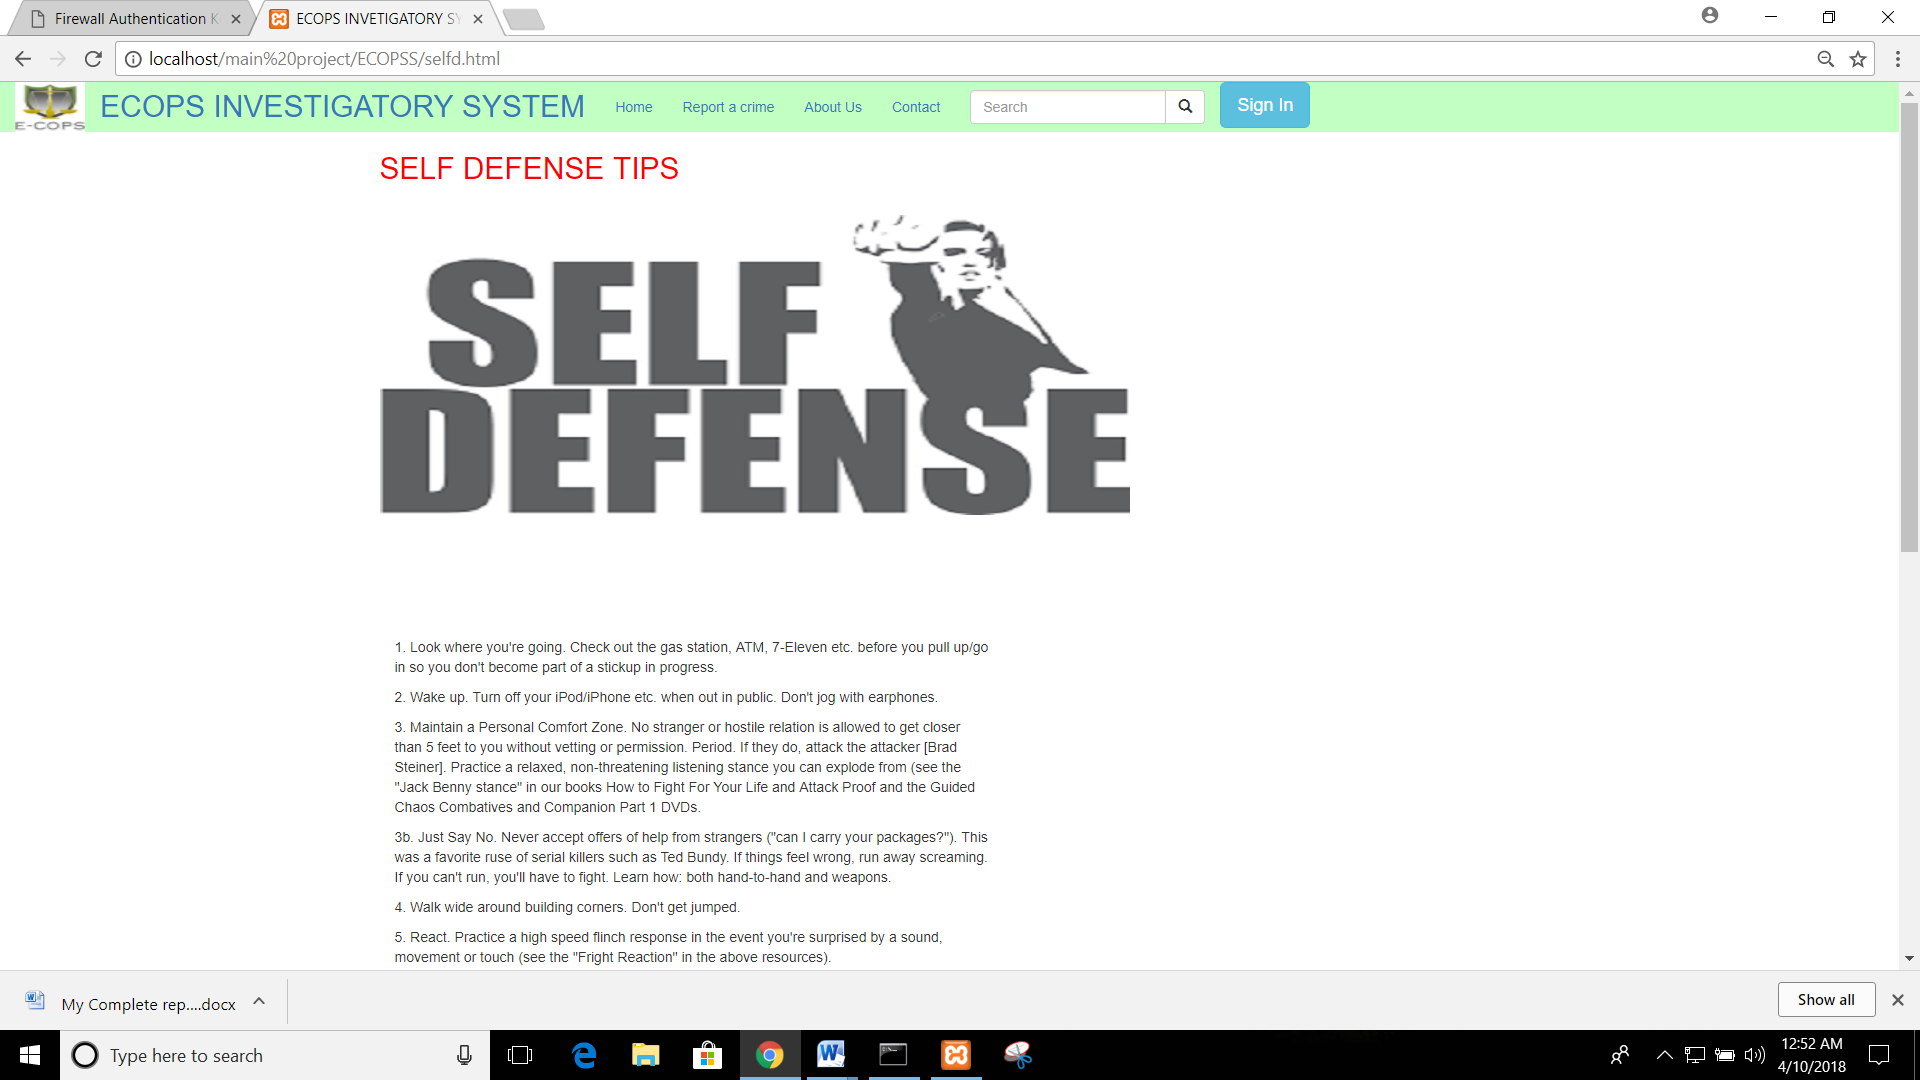 Firewall Authentication K
ECOPS INVETIGATORY SY
localhost/main%20project/ECOPSS/selfd.html
E-COPS
ECOPS INVESTIGATORY SYSTEM
Home
Report a crime
About Us
Contact
Search
Sign In
SELF DEFENSE TIPS
SELF
DEFENSE
1. Look where you're going. Check out the gas station, ATM, 7-Eleven etc. before you pull up/go
in so you don't become part of a stickup in progress.
2. Wake up. Turn off your iPod/iPhone etc. when out in public. Don't jog with earphones.
3. Maintain a Personal Comfort Zone. No stranger or hostile relation is allowed to get closer
than 5 feet to you without vetting or permission. Period. If they do, attack the attacker [Brad
Steiner]. Practice a relaxed, non-threatening listening stance you can explode from (see the
"Jack Benny stance" in our books How to Fight For Your Life and Attack Proof and the Guided
Chaos Combatives and Companion Part 1 DVDs.
3b. Just Say No. Never accept offers of help from strangers ("can I carry your packages?"). This
was a favorite ruse of serial killers such as Ted Bundy. If things feel wrong, run away screaming.
If you can't run, you'll have to fight. Learn how: both hand-to-hand and weapons.
4. Walk wide around building corners. Don't get jumped.
5. React. Practice a high speed flinch response in the event you're surprised by a sound,
movement or touch (see the "Fright Reaction" in the above resources).
My Complete rep....docx
Show all
Type here to search
12:52 AM
4/10/2018